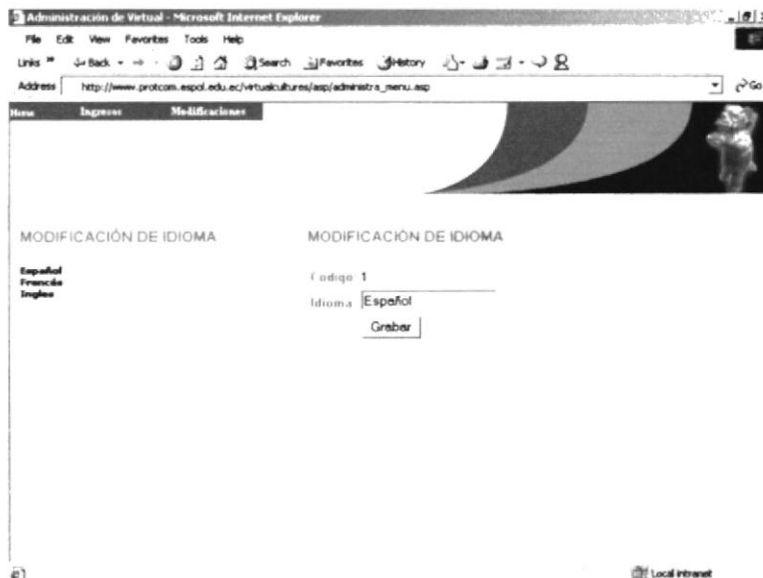 Administración de Virtual - Microsoft Internet Explorer
File Edit View Favorites Tools Help
Links » Back Search Favorites History
Address http://www.protcom.espol.edu.ec/virtualcultures/asp/administra_menu.asp Go
Home Ingresos Modificaciones
MODIFICACIÓN DE IDIOMA
Español
Francés
Ingles
MODIFICACIÓN DE IDIOMA
Codigo 1
Idioma Español
Grabar
Local intranet